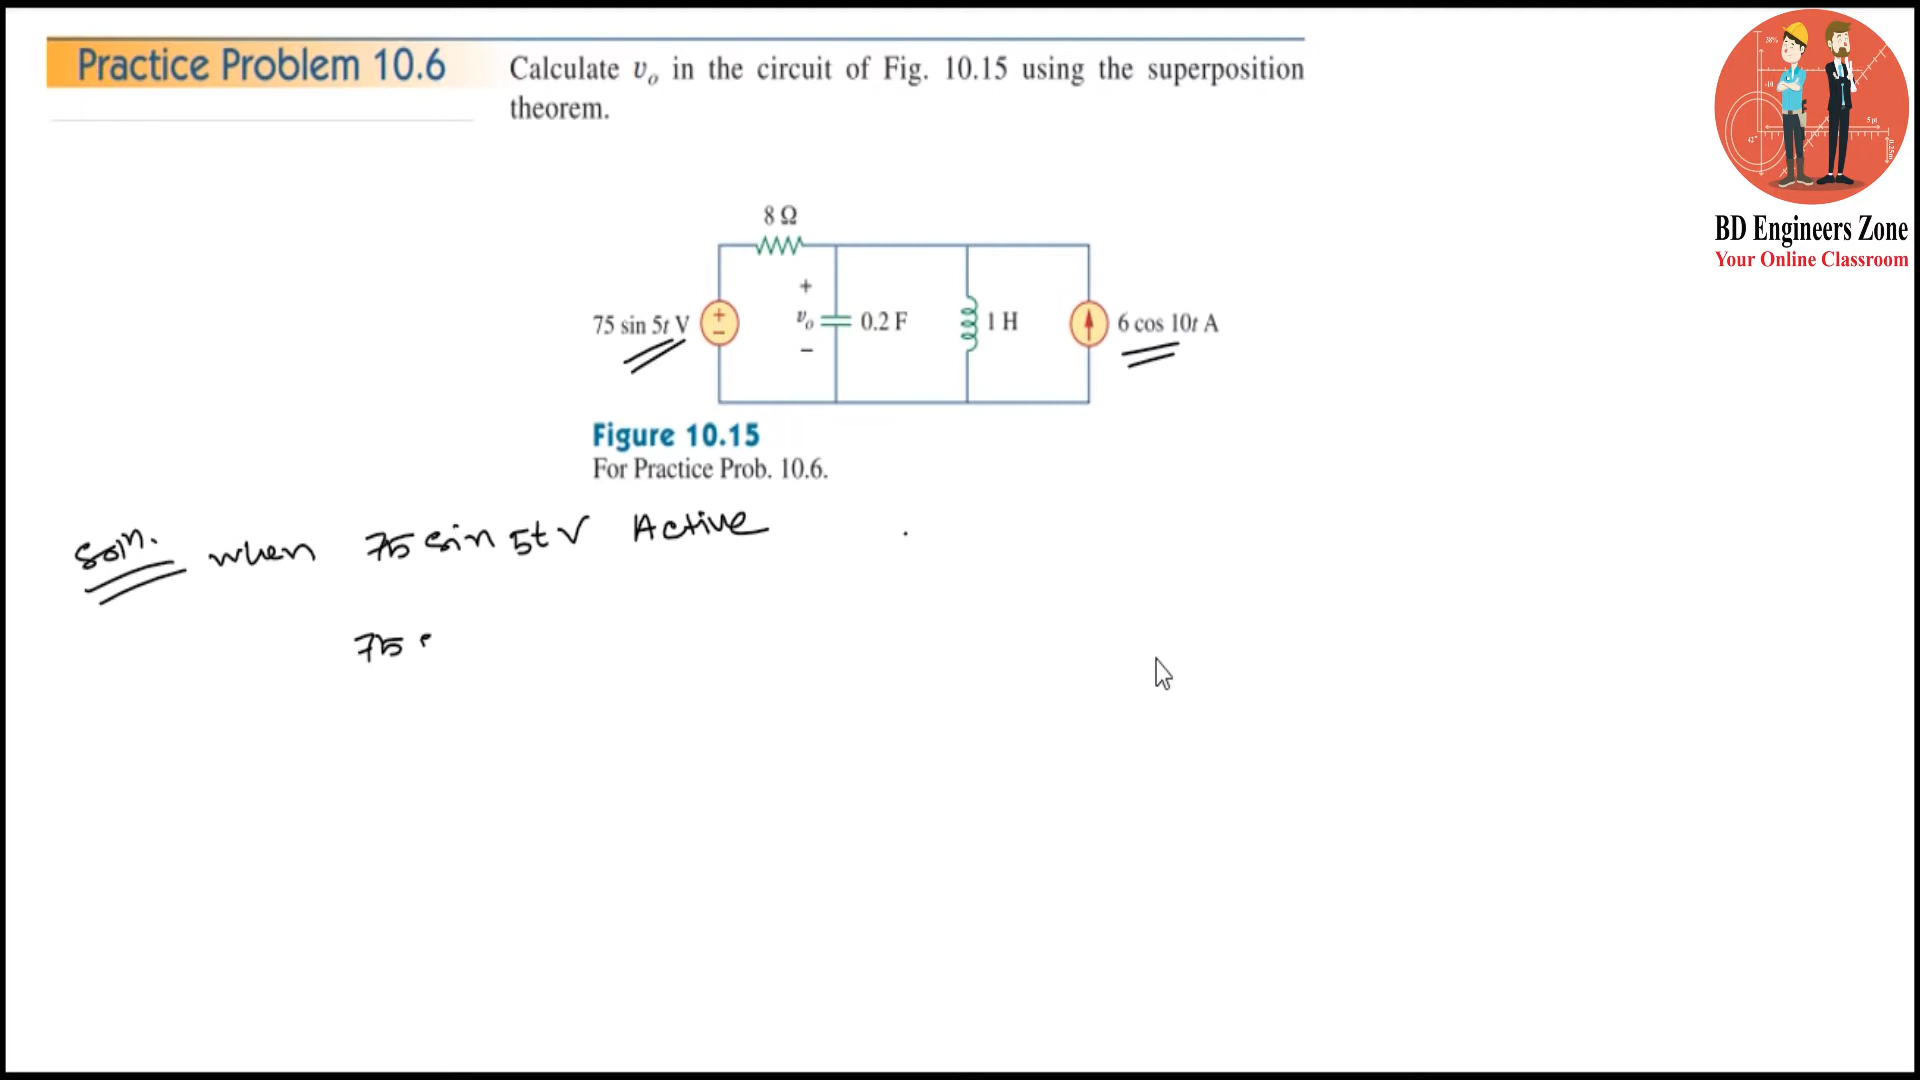 Practice Problem 10.6
Calculate vₒ in the circuit of Fig. 10.15 using the superposition
theorem.
BD Engineers Zone
Your Online Classroom
8 Ω
+
75 sin 5t V
+
−
vₒ
0.2 F
1 H
6 cos 10t A
−
Figure 10.15
For Practice Prob. 10.6.
Soln. when 75 sin 5t V Active
75